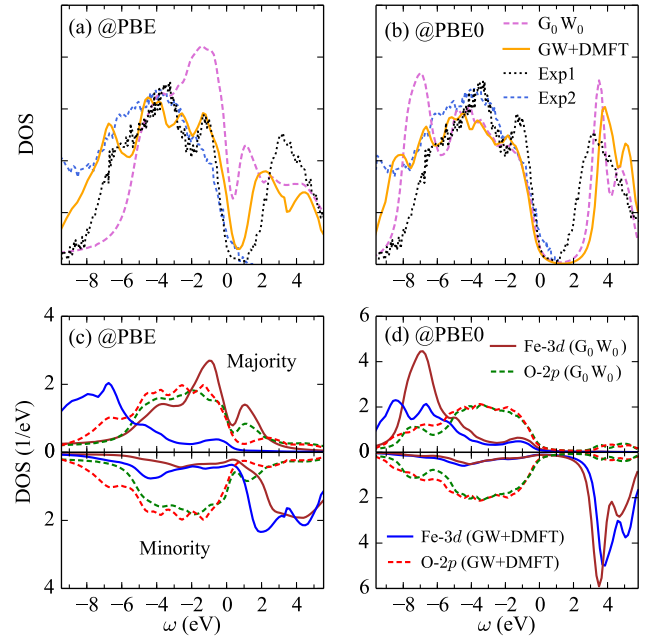 (a) @PBE
(b) @PBE0
G₀W₀
GW+DMFT
Exp1
Exp2
DOS
−8 −6 −4 −2 0 2 4
−8 −6 −4 −2 0 2 4
4
2
0
2
4
6
4
2
0
2
4
6
(c) @PBE
Majority
Minority
(d) @PBE0
Fe-3d (G₀W₀)
O-2p (G₀W₀)
Fe-3d (GW+DMFT)
O-2p (GW+DMFT)
DOS (1/eV)
−8 −6 −4 −2 0 2 4
−8 −6 −4 −2 0 2 4
ω (eV)
ω (eV)